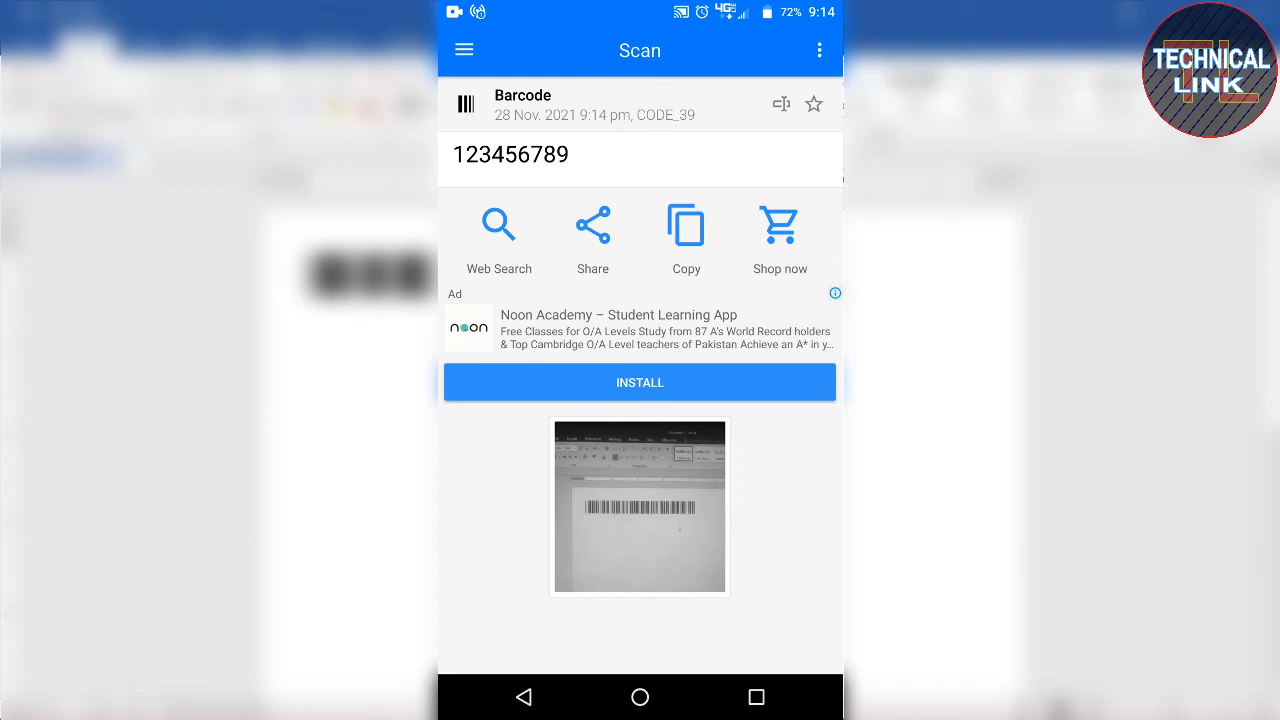 72% 9:14
Scan
TECHNICAL
LINK
Barcode
28 Nov. 2021 9:14 pm, CODE_39
123456789
Web Search
Share
Copy
Shop now
Ad
noon
Noon Academy – Student Learning App
Free Classes for O/A Levels Study from 87 A's World Record holders
& Top Cambridge O/A Level teachers of Pakistan Achieve an A* in y...
INSTALL